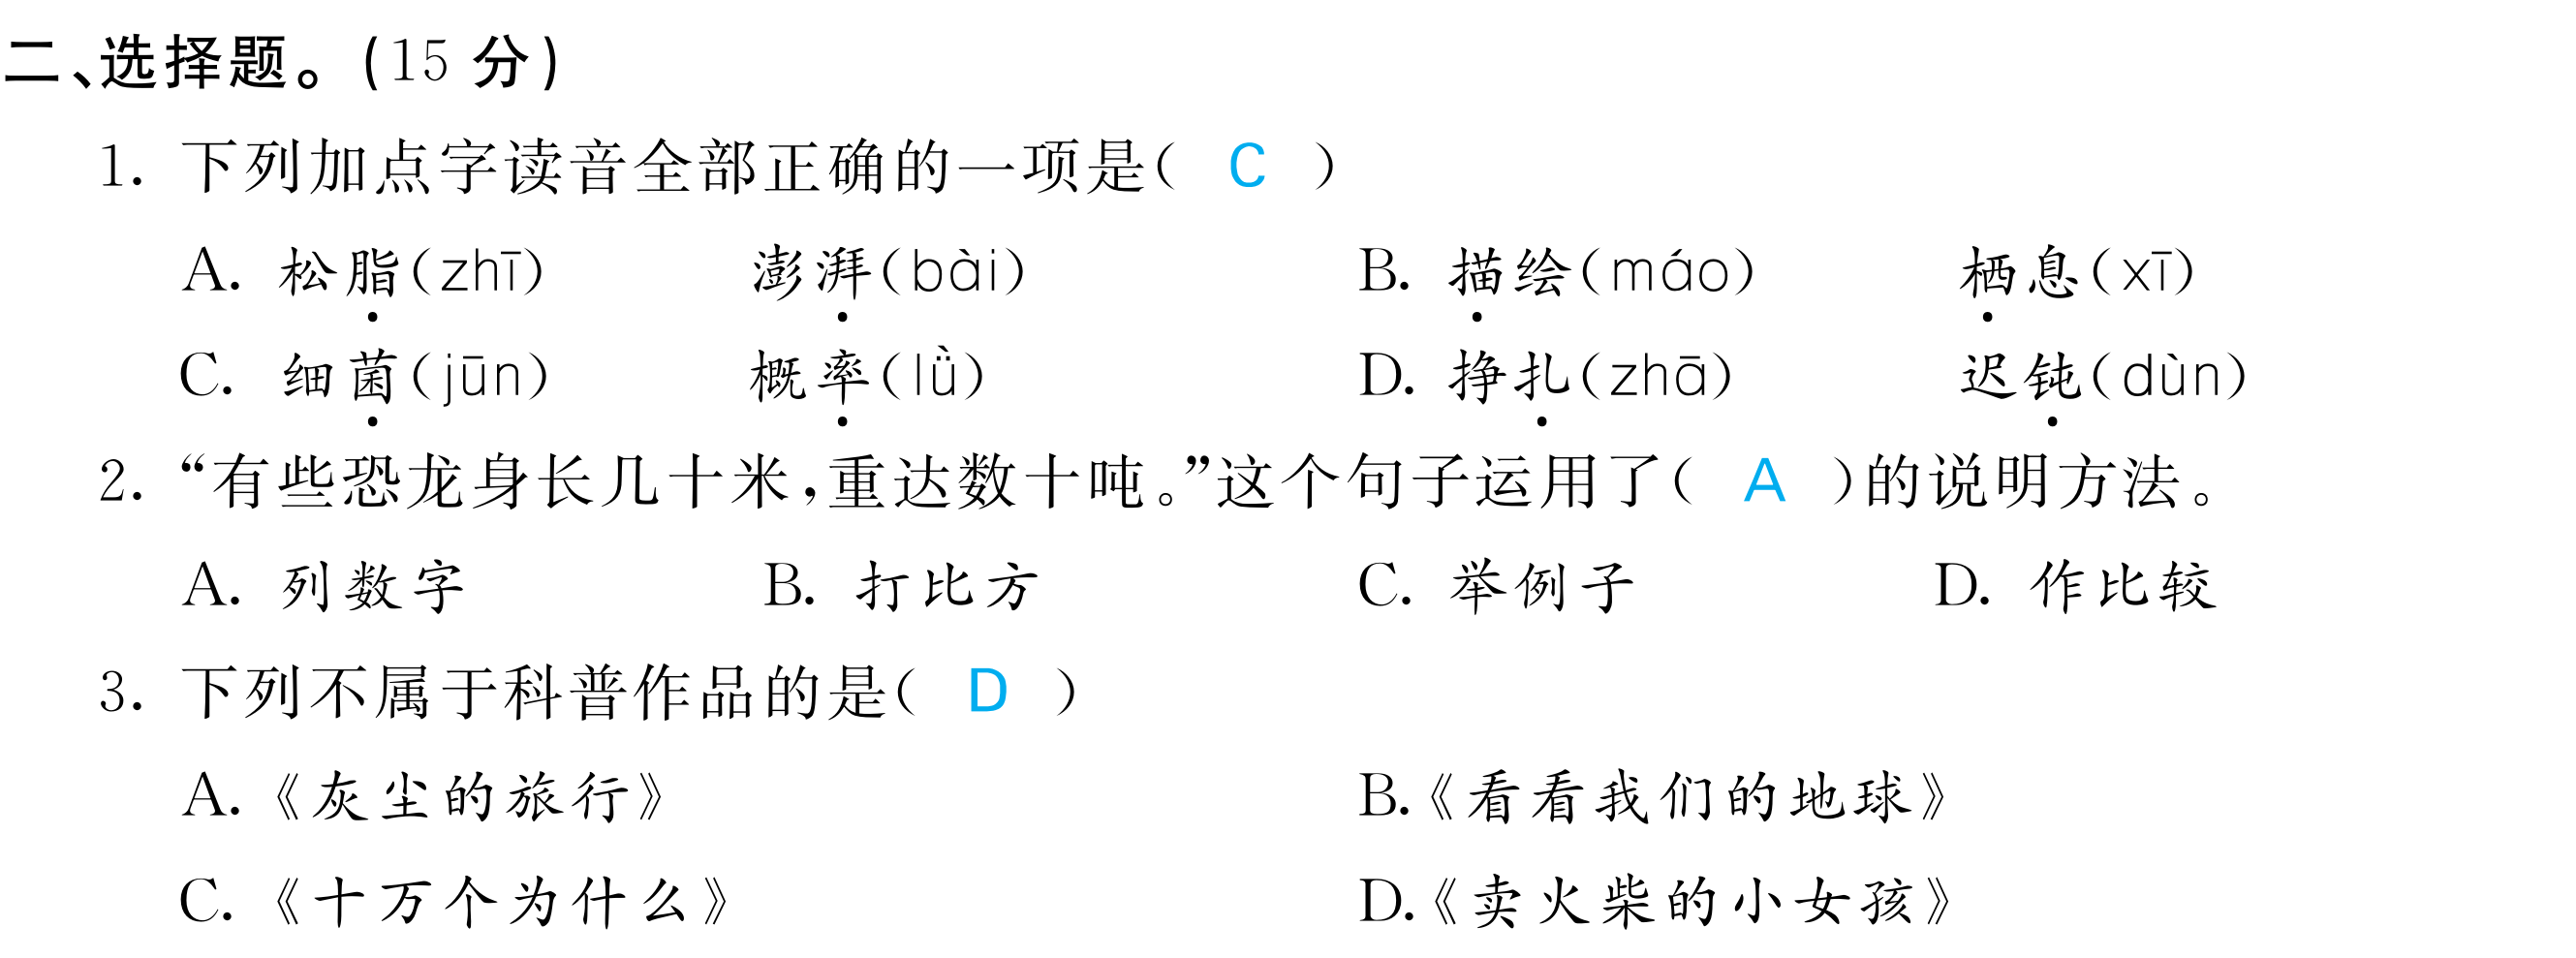 二、选择题。(15 分)
1. 下列加点字读音全部正确的一项是( C )
A. 松脂(zhī) 澎湃(bài) B. 描绘(máo) 栖息(xī)
C. 细菌(jūn) 概率(lǜ) D. 挣扎(zhā) 迟钝(dùn)
2. “有些恐龙身长几十米,重达数十吨。”这个句子运用了( A )的说明方法。
A. 列数字 B. 打比方 C. 举例子 D. 作比较
3. 下列不属于科普作品的是( D )
A.《灰尘的旅行》 B.《看看我们的地球》
C.《十万个为什么》 D.《卖火柴的小女孩》